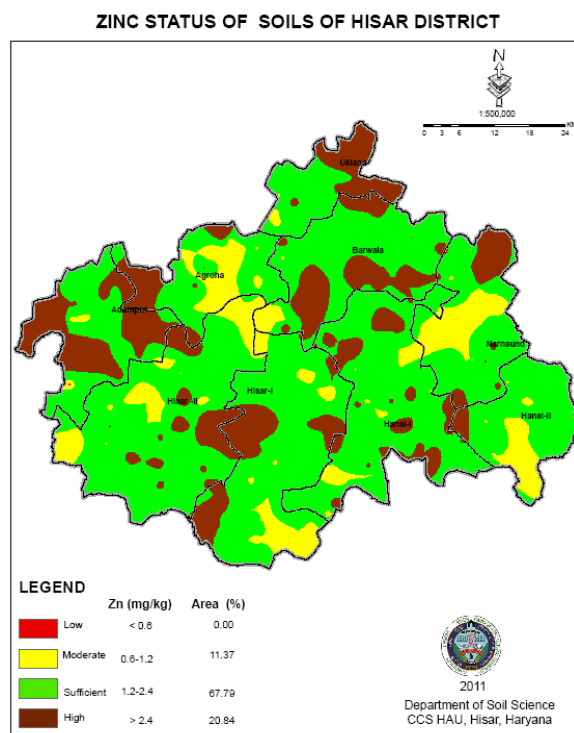 ZINC STATUS OF SOILS OF HISAR DISTRICT
N
1:500,000
0 3 6 12 18 24
Uklana
Barwala
Agroha
Adampur
Narnaund
Hisar-II
Hisar-I
Hansi-I
Hansi-II
LEGEND
Zn (mg/kg) Area (%)
Low < 0.6 0.00
Moderate 0.6-1.2 11.37
Sufficient 1.2-2.4 67.79
High > 2.4 20.84
2011
Department of Soil Science
CCS HAU, Hisar, Haryana